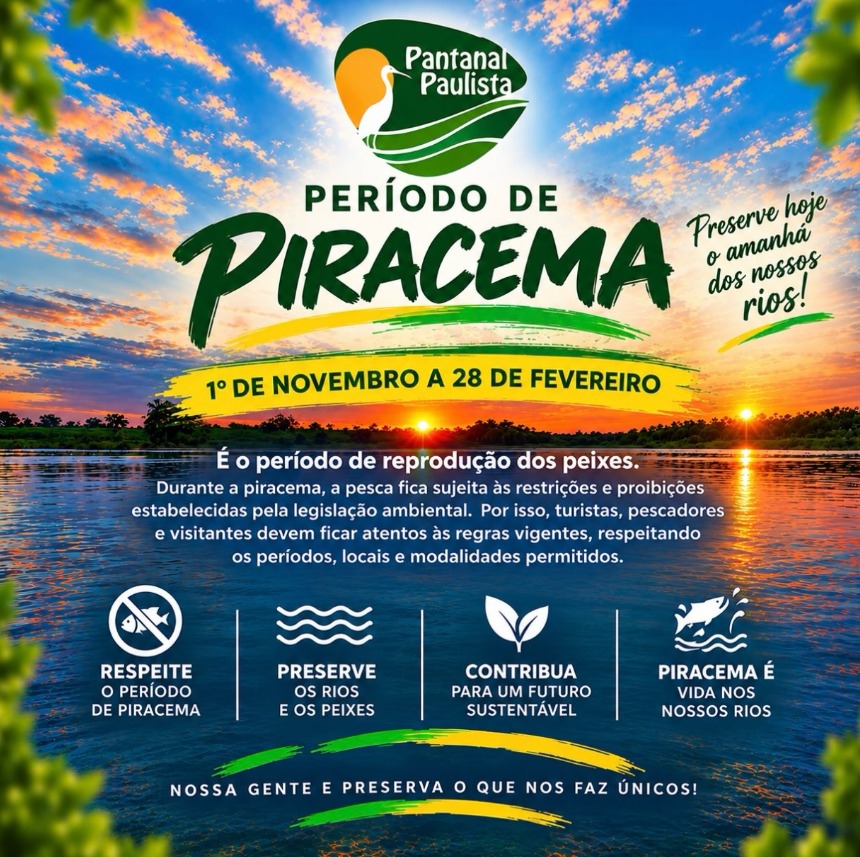 Pantanal
Paulista
PERÍODO DE
PIRACEMA
Preserve hoje
o amanhã
dos nossos
rios!
1º DE NOVEMBRO A 28 DE FEVEREIRO
É o período de reprodução dos peixes.
Durante a piracema, a pesca fica sujeita às restrições e proibições
estabelecidas pela legislação ambiental. Por isso, turistas, pescadores
e visitantes devem ficar atentos às regras vigentes, respeitando
os períodos, locais e modalidades permitidos.
RESPEITE
O PERÍODO
DE PIRACEMA
PRESERVE
OS RIOS
E OS PEIXES
CONTRIBUA
PARA UM FUTURO
SUSTENTÁVEL
PIRACEMA É
VIDA NOS
NOSSOS RIOS
NOSSA GENTE E PRESERVA O QUE NOS FAZ ÚNICOS!